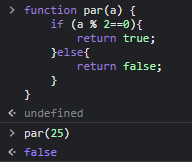 > function par(a) {
if (a % 2==0){
return true;
}else{
return false;
}
}
undefined
> par(25)
false